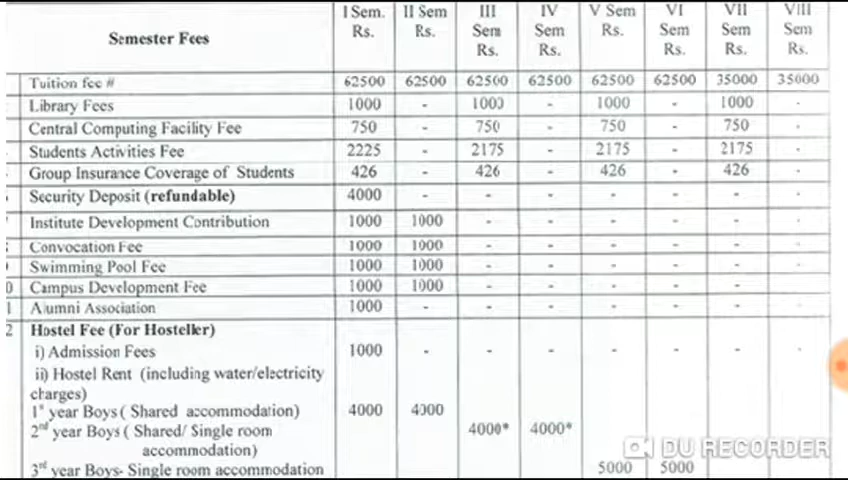 Semester Fees I Sem. Rs. II Sem Rs. III Sem Rs. IV Sem Rs. V Sem Rs. VI Sem Rs. VII Sem Rs. VIII Sem Rs.
Tuition fee # 62500 62500 62500 62500 62500 62500 35000 35000
Library Fees 1000 - 1000 - 1000 - 1000 -
Central Computing Facility Fee 750 - 750 - 750 - 750 -
Students Activities Fee 2225 - 2175 - 2175 - 2175 -
Group Insurance Coverage of Students 426 - 426 - 426 - 426 -
Security Deposit (refundable) 4000 - - - - - - -
Institute Development Contribution 1000 1000 - - - - - -
Convocation Fee 1000 1000 - - - - - -
Swimming Pool Fee 1000 1000 - - - - - -
0 Campus Development Fee 1000 1000 - - - - - -
1 Alumni Association 1000 - - - - - - -
2 Hostel Fee (For Hosteller)
i) Admission Fees 1000 - - - - - - -
ii) Hostel Rent (including water/electricity
charges)
1st year Boys ( Shared accommodation) 4000 4000
2nd year Boys ( Shared/ Single room 4000* 4000*
accommodation)
3rd year Boys- Single room accommodation 5000 5000
DU RECORDER